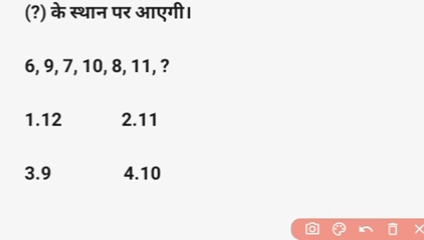 (?) के स्थान पर आएगी।
6, 9, 7, 10, 8, 11, ?
1.12 2.11
3.9 4.10